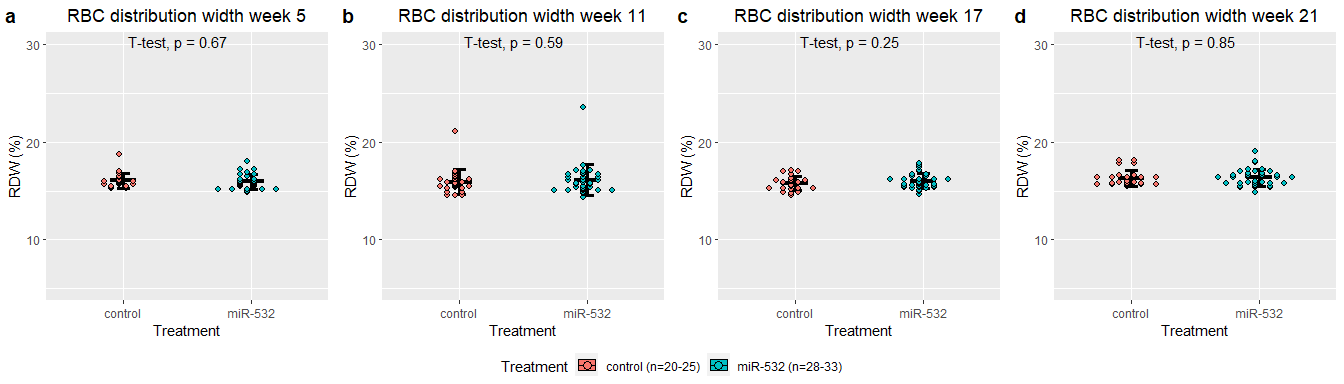 a RBC distribution width week 5
T-test, p = 0.67
RDW (%)
30
20
10
control miR-532
Treatment
b RBC distribution width week 11
T-test, p = 0.59
RDW (%)
30
20
10
control miR-532
Treatment
c RBC distribution width week 17
T-test, p = 0.25
RDW (%)
30
20
10
control miR-532
Treatment
d RBC distribution width week 21
T-test, p = 0.85
RDW (%)
30
20
10
control miR-532
Treatment
Treatment control (n=20-25) miR-532 (n=28-33)